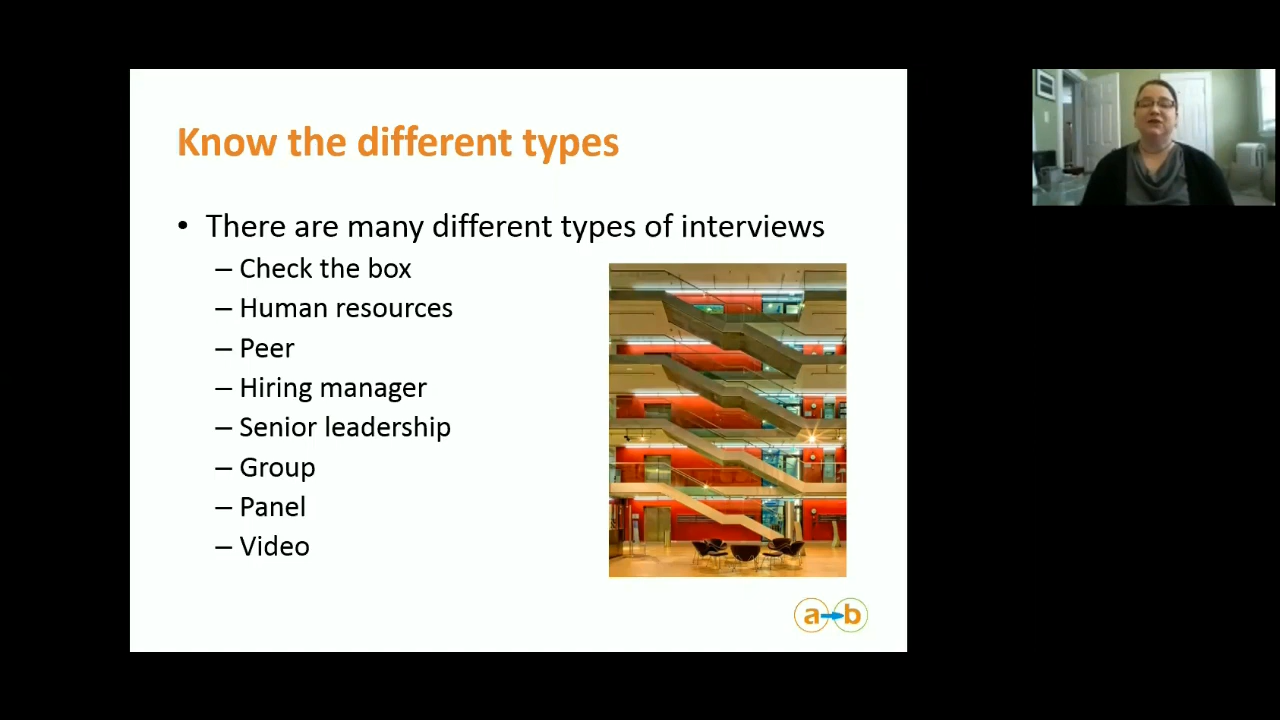 Know the different types
• There are many different types of interviews
– Check the box
– Human resources
– Peer
– Hiring manager
– Senior leadership
– Group
– Panel
– Video
a b